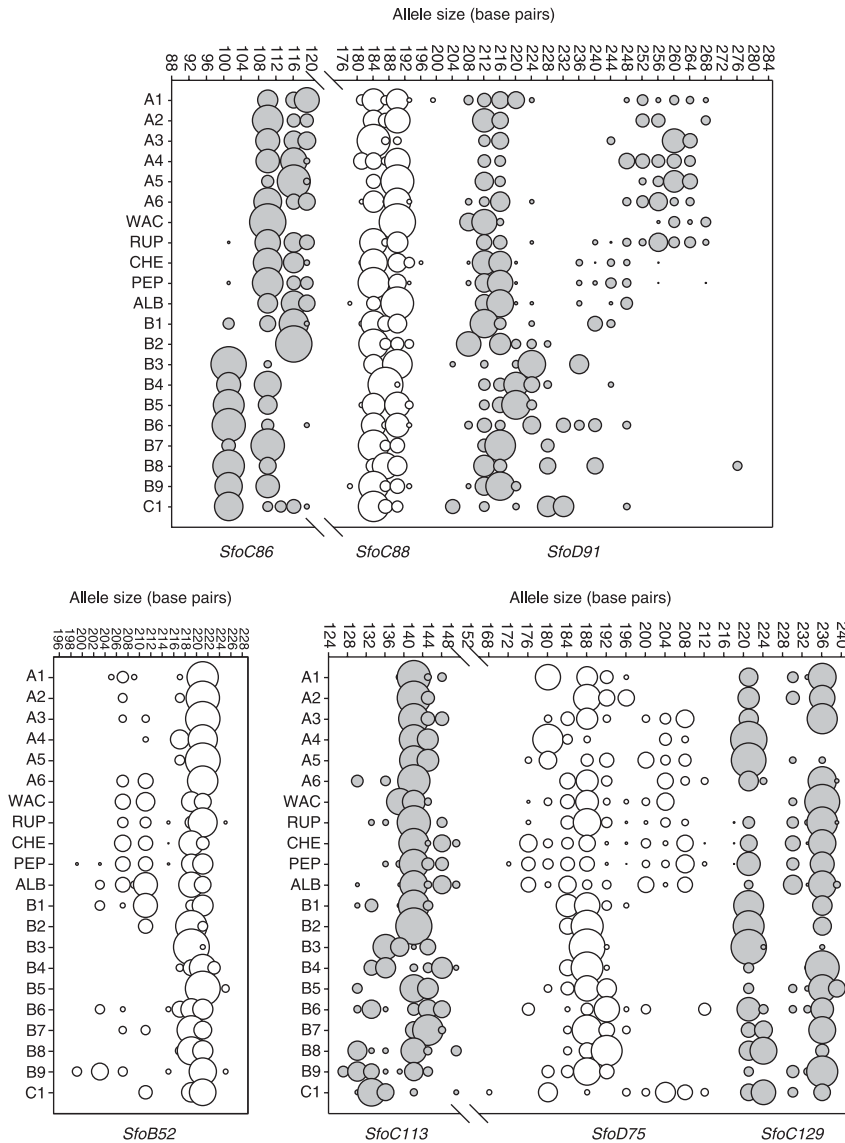 Allele size (base pairs)
88 92 96 100 104 108 112 116 120 176 180 184 188 192 196 200 204 208 212 216 220 224 228 232 236 240 244 248 252 256 260 264 268 272 276 280 284
A1
A2
A3
A4
A5
A6
WAC
RUP
CHE
PEP
ALB
B1
B2
B3
B4
B5
B6
B7
B8
B9
C1
SfoC86 SfoC88 SfoD91
Allele size (base pairs) Allele size (base pairs)
196 198 200 202 204 206 208 210 212 214 216 218 220 222 224 226 228
124 128 132 136 140 144 148 152 168 172 176 180 184 188 192 196 200 204 208 212 220 224 228 232 236 240
A1 A1
A2 A2
A3 A3
A4 A4
A5 A5
A6 A6
WAC WAC
RUP RUP
CHE CHE
PEP PEP
ALB ALB
B1 B1
B2 B2
B3 B3
B4 B4
B5 B5
B6 B6
B7 B7
B8 B8
B9 B9
C1 C1
SfoB52 SfoC113 SfoD75 SfoC129